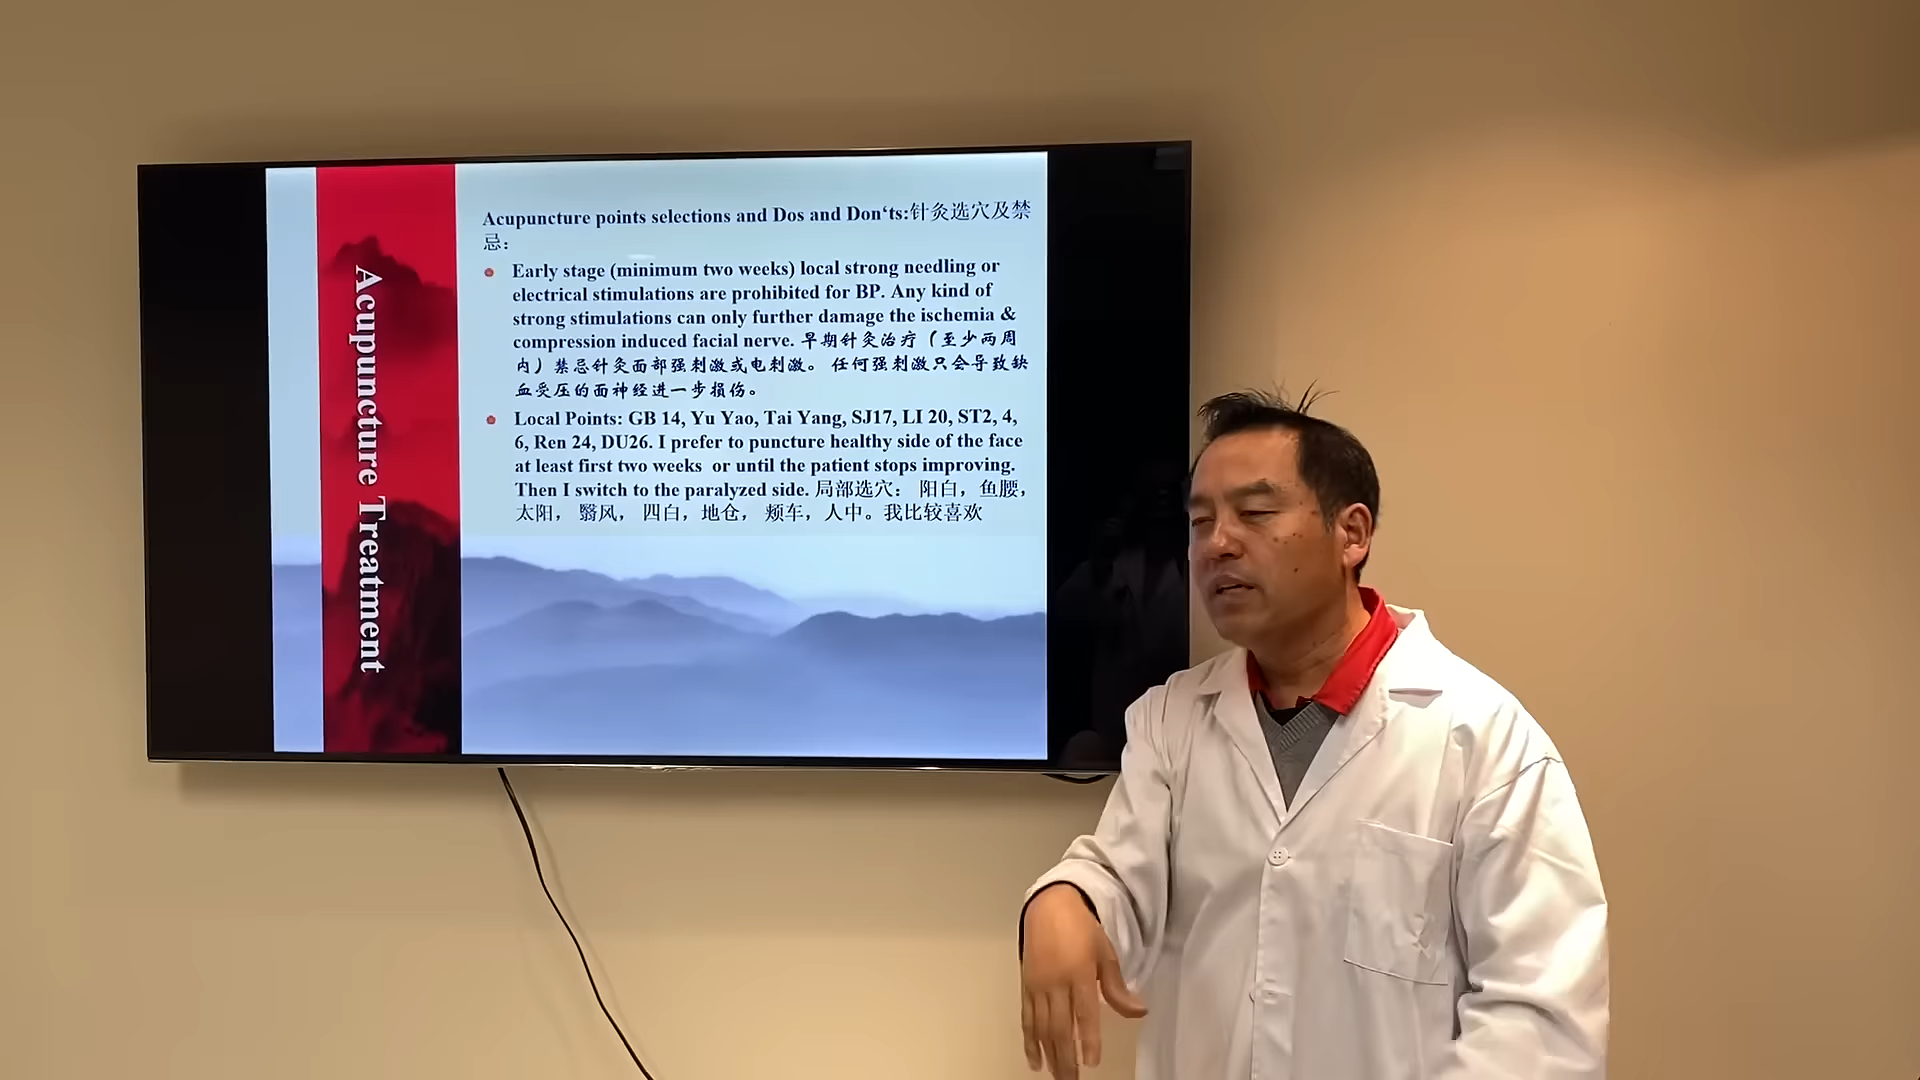 Acupuncture Treatment
Acupuncture points selections and Dos and Don‘ts:针灸选穴及禁
忌：
Early stage (minimum two weeks) local strong needling or
electrical stimulations are prohibited for BP. Any kind of
strong stimulations can only further damage the ischemia &
compression induced facial nerve. 早期针灸治疗（至少两周
内）禁忌针灸面部强刺激或电刺激。 任何强刺激只会导致缺
血受压的面神经进一步损伤。
Local Points: GB 14, Yu Yao, Tai Yang, SJ17, LI 20, ST2, 4,
6, Ren 24, DU26. I prefer to puncture healthy side of the face
at least first two weeks or until the patient stops improving.
Then I switch to the paralyzed side. 局部选穴： 阳白，鱼腰，
太阳， 翳风， 四白，地仓， 颊车，人中。我比较喜欢